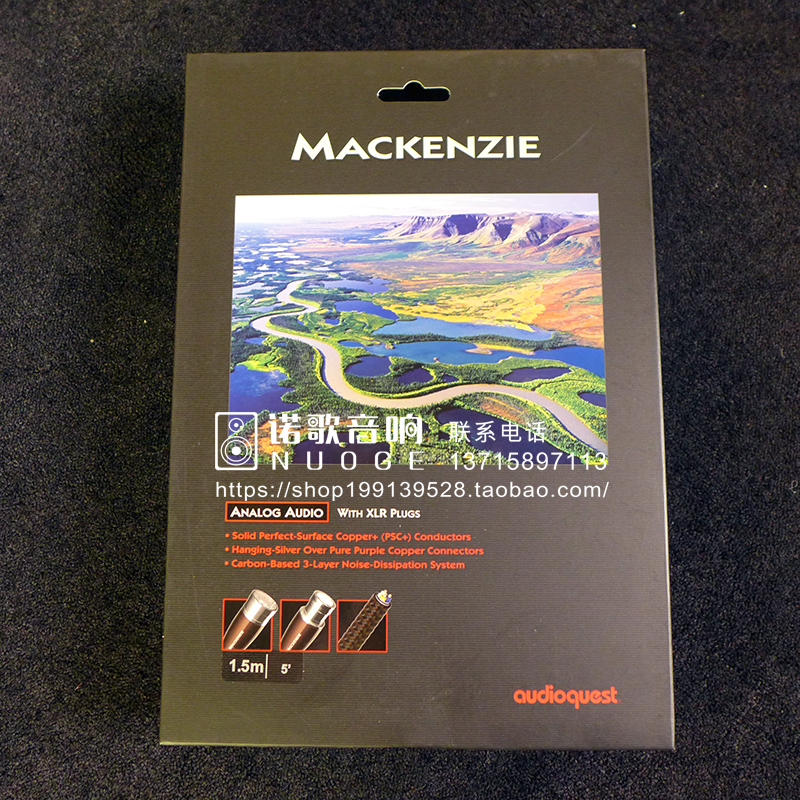 MACKENZIE
诺歌音响 联系电话
NUOGE 13715897113
https://shop199139528.taobao.com/
ANALOG AUDIO WITH XLR PLUGS
• Solid Perfect-Surface Copper+ (PSC+) Conductors
• Hanging-Silver Over Pure Purple Copper Connectors
• Carbon-Based 3-Layer Noise-Dissipation System
1.5m 5'
audioquest